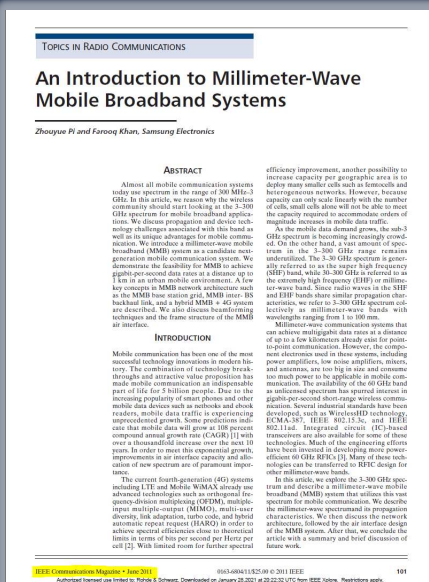 TOPICS IN RADIO COMMUNICATIONS
An Introduction to Millimeter-Wave
Mobile Broadband Systems
Zhouyue Pi and Farooq Khan, Samsung Electronics
ABSTRACT
Almost all mobile communication systems
today use spectrum in the range of 300 MHz–3
GHz. In this article, we reason why the wireless
community should start looking at the 3–300
GHz spectrum for mobile broadband applica-
tions. We discuss propagation and device tech-
nology challenges associated with this band as
well as its unique advantages for mobile commu-
nication. We introduce a millimeter-wave mobile
broadband (MMB) system as a candidate next-
generation mobile communication system. We
demonstrate the feasibility for MMB to achieve
gigabit-per-second data rates at a distance up to
1 km in an urban mobile environment. A few
key concepts in MMB network architecture such
as the MMB base station grid, MMB inter-BS
backhaul link, and a hybrid MMB + 4G system
are described. We also discuss beamforming
techniques and the frame structure of the MMB
air interface.
INTRODUCTION
Mobile communication has been one of the most
successful technology innovations in modern his-
tory. The combination of technology break-
throughs and attractive value proposition has
made mobile communication an indispensable
part of life for 5 billion people. Due to the
increasing popularity of smart phones and other
mobile data devices such as netbooks and ebook
readers, mobile data traffic is experiencing
unprecedented growth. Some predictions indi-
cate that mobile data will grow at 108 percent
compound annual growth rate (CAGR) [1] with
over a thousandfold increase over the next 10
years. In order to meet this exponential growth,
improvements in air interface capacity and allo-
cation of new spectrum are of paramount impor-
tance.
The current fourth-generation (4G) systems
including LTE and Mobile WiMAX already use
advanced technologies such as orthogonal fre-
quency-division multiplexing (OFDM), multiple-
input multiple-output (MIMO), multi-user
diversity, link adaptation, turbo code, and hybrid
automatic repeat request (HARQ) in order to
achieve spectral efficiencies close to theoretical
limits in terms of bits per second per Hertz per
cell [2]. With limited room for further spectral
efficiency improvement, another possibility to
increase capacity per geographic area is to
deploy many smaller cells such as femtocells and
heterogeneous networks. However, because
capacity can only scale linearly with the number
of cells, small cells alone will not be able to meet
the capacity required to accommodate orders of
magnitude increases in mobile data traffic.
As the mobile data demand grows, the sub-3
GHz spectrum is becoming increasingly crowd-
ed. On the other hand, a vast amount of spec-
trum in the 3–300 GHz range remains
underutilized. The 3–30 GHz spectrum is gener-
ally referred to as the super high frequency
(SHF) band, while 30–300 GHz is referred to as
the extremely high frequency (EHF) or millime-
ter-wave band. Since radio waves in the SHF
and EHF bands share similar propagation char-
acteristics, we refer to 3–300 GHz spectrum col-
lectively as millimeter-wave bands with
wavelengths ranging from 1 to 100 mm.
Millimeter-wave communication systems that
can achieve multigigabit data rates at a distance
of up to a few kilometers already exist for point-
to-point communication. However, the compo-
nent electronics used in these systems, including
power amplifiers, low noise amplifiers, mixers,
and antennas, are too big in size and consume
too much power to be applicable in mobile com-
munication. The availability of the 60 GHz band
as unlicensed spectrum has spurred interest in
gigabit-per-second short-range wireless commu-
nication. Several industrial standards have been
developed, such as WirelessHD technology,
ECMA-387, IEEE 802.15.3c, and IEEE
802.11ad. Integrated circuit (IC)-based
transceivers are also available for some of these
technologies. Much of the engineering efforts
have been invested in developing more power-
efficient 60 GHz RFICs [3]. Many of these tech-
nologies can be transferred to RFIC design for
other millimeter-wave bands.
In this article, we explore the 3–300 GHz spec-
trum and describe a millimeter-wave mobile
broadband (MMB) system that utilizes this vast
spectrum for mobile communication. We describe
the millimeter-wave spectrumand its propagation
characteristics. We then discuss the network
architecture, followed by the air interface design
of the MMB system. After that, we conclude the
article with a summary and brief discussion of
future work.
IEEE Communications Magazine • June 2011
0163-6804/11/$25.00 © 2011 IEEE
101
Authorized licensed use limited to: Rohde & Schwarz. Downloaded on January 28,2021 at 20:22:32 UTC from IEEE Xplore. Restrictions apply.